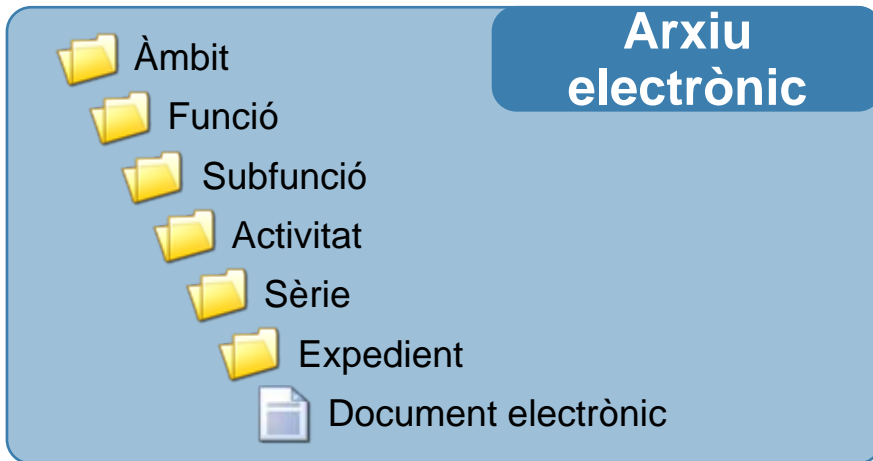 Arxiu
electrònic
Àmbit
Funció
Subfunció
Activitat
Sèrie
Expedient
Document electrònic